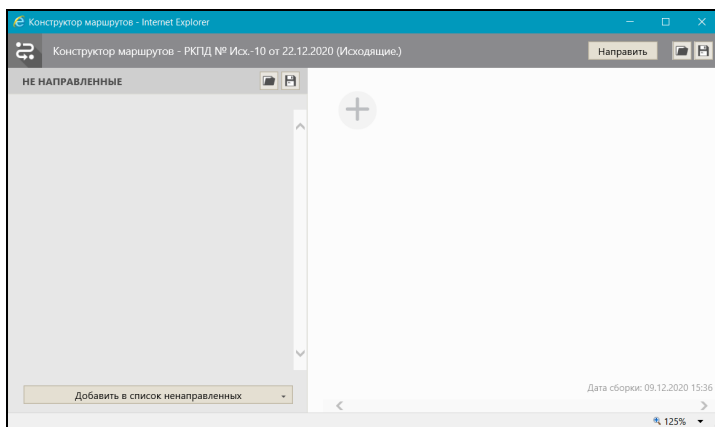 Конструктор маршрутов - Internet Explorer
Конструктор маршрутов - РКПД № Исх.-10 от 22.12.2020 (Исходящие.)
Направить
НЕ НАПРАВЛЕННЫЕ
Добавить в список ненаправленных
Дата сборки: 09.12.2020 15:36
125%